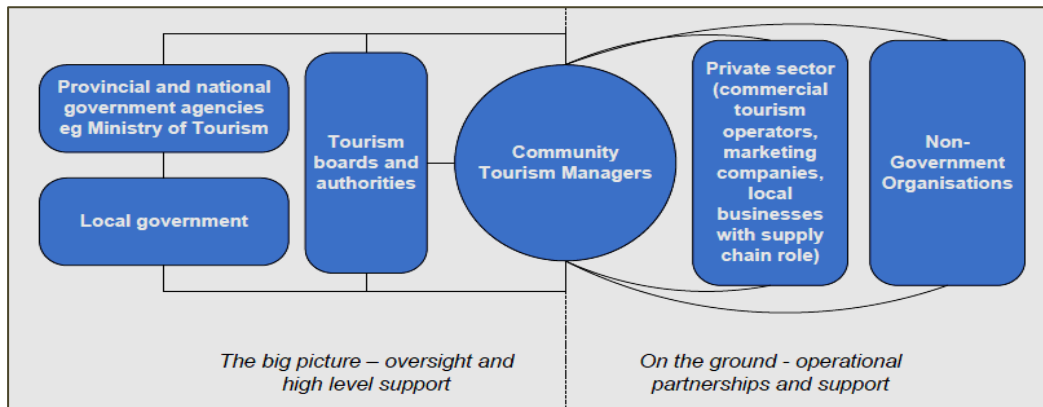 Provincial and national
government agencies
eg Ministry of Tourism
Local government
Tourism
boards and
authorities
Community
Tourism Managers
Private sector
(commercial
tourism
operators,
marketing
companies,
local
businesses
with supply
chain role)
Non-
Government
Organisations
The big picture – oversight and
high level support
On the ground - operational
partnerships and support